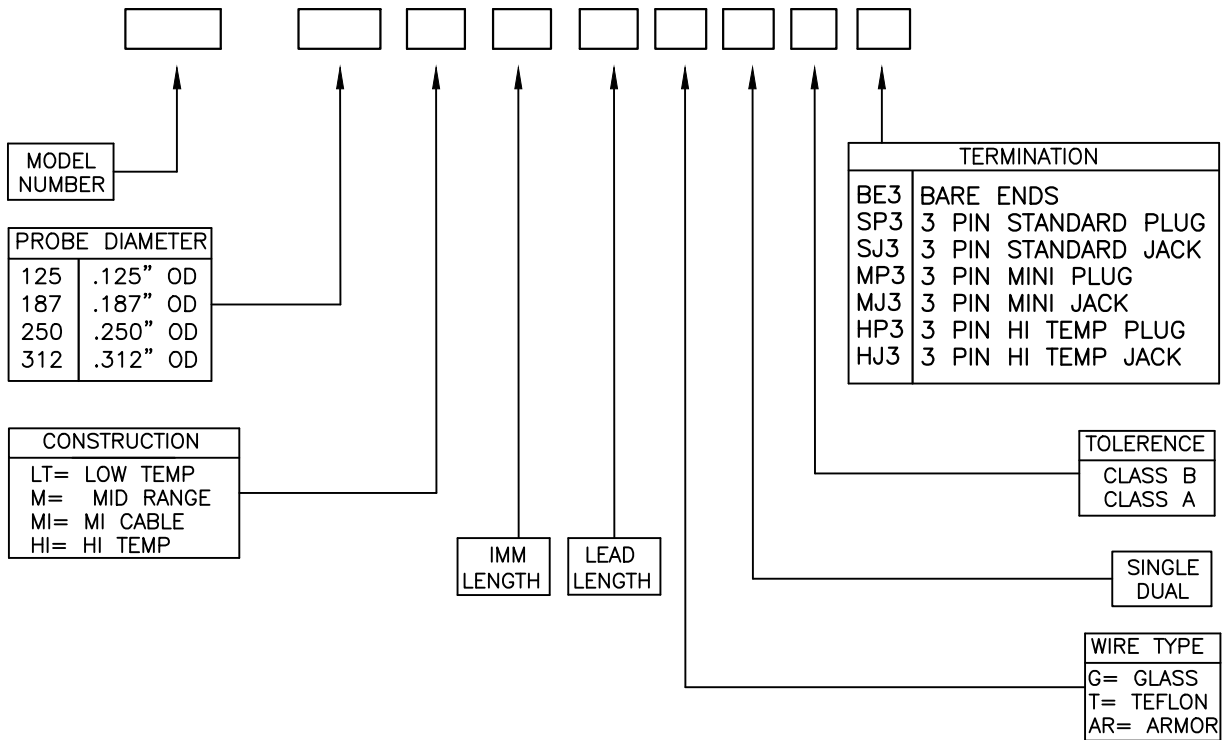 MODEL
NUMBER
PROBE DIAMETER
125 .125" OD
187 .187" OD
250 .250" OD
312 .312" OD
CONSTRUCTION
LT= LOW TEMP
M= MID RANGE
MI= MI CABLE
HI= HI TEMP
IMM
LENGTH
LEAD
LENGTH
TERMINATION
BE3 BARE ENDS
SP3 3 PIN STANDARD PLUG
SJ3 3 PIN STANDARD JACK
MP3 3 PIN MINI PLUG
MJ3 3 PIN MINI JACK
HP3 3 PIN HI TEMP PLUG
HJ3 3 PIN HI TEMP JACK
TOLERENCE
CLASS B
CLASS A
SINGLE
DUAL
WIRE TYPE
G= GLASS
T= TEFLON
AR= ARMOR